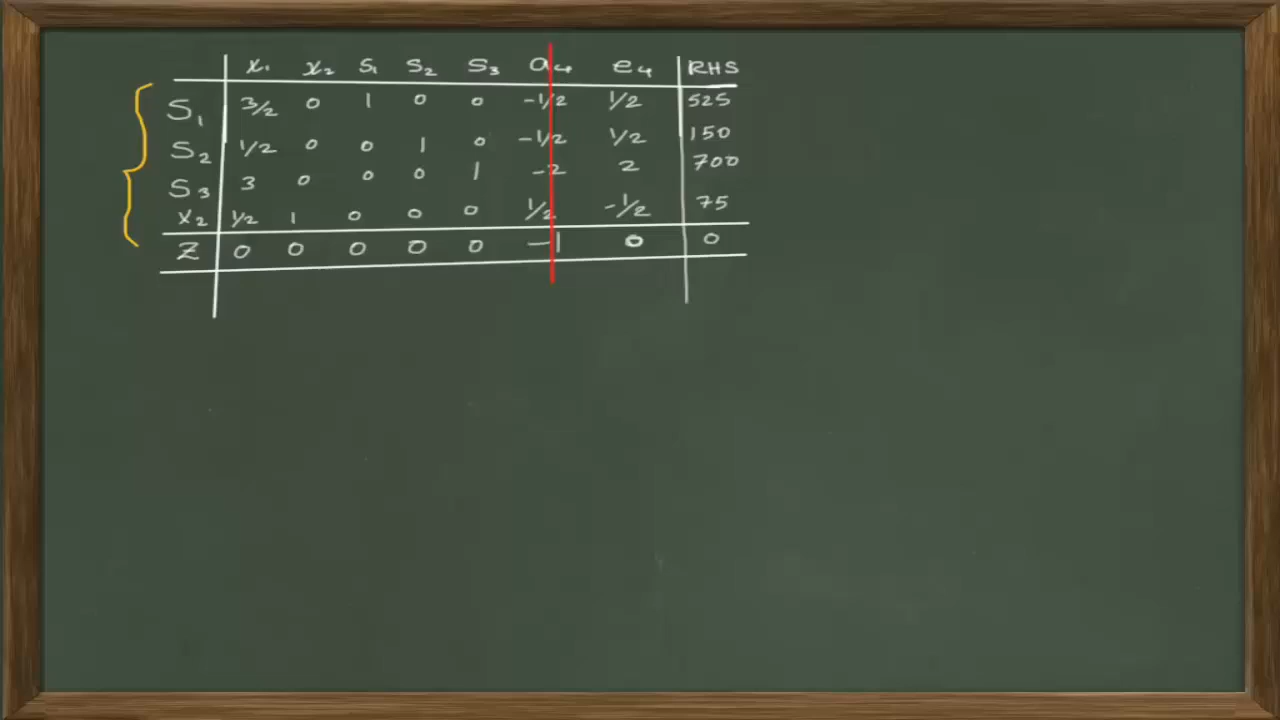 x₁ x₂ S₁ S₂ S₃ a₄ e₄ RHS
S₁ 3/2 0 1 0 0 -1/2 1/2 525
S₂ 1/2 0 0 1 0 -1/2 1/2 150
S₃ 3 0 0 0 1 -2 2 700
x₂ 1/2 1 0 0 0 1/2 -1/2 75
Z 0 0 0 0 0 -1 0 0